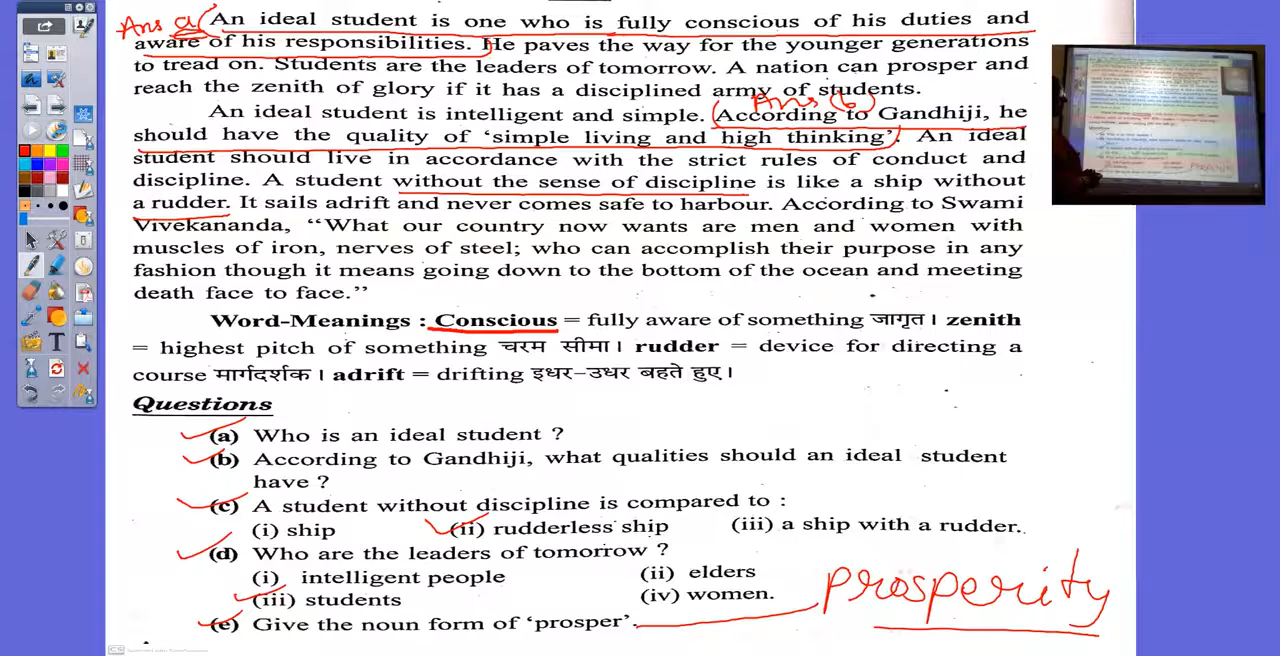 Ans a
An ideal student is one who is fully conscious of his duties and
aware of his responsibilities. He paves the way for the younger generations
to tread on. Students are the leaders of tomorrow. A nation can prosper and
reach the zenith of glory if it has a disciplined army of students.
Ans (b)
An ideal student is intelligent and simple. According to Gandhiji, he
should have the quality of ‘simple living and high thinking’. An ideal
student should live in accordance with the strict rules of conduct and
discipline. A student without the sense of discipline is like a ship without
a rudder. It sails adrift and never comes safe to harbour. According to Swami
Vivekananda, “What our country now wants are men and women with
muscles of iron, nerves of steel; who can accomplish their purpose in any
fashion though it means going down to the bottom of the ocean and meeting
death face to face.”
Word-Meanings : Conscious = fully aware of something जागृत। zenith
= highest pitch of something चरम सीमा। rudder = device for directing a
course मार्गदर्शक। adrift = drifting इधर-उधर बहते हुए।
Questions
(a) Who is an ideal student ?
(b) According to Gandhiji, what qualities should an ideal student
have ?
(c) A student without discipline is compared to :
(i) ship (ii) rudderless ship (iii) a ship with a rudder.
(d) Who are the leaders of tomorrow ?
(i) intelligent people (ii) elders
(iii) students (iv) women.
(e) Give the noun form of ‘prosper’. prosperity